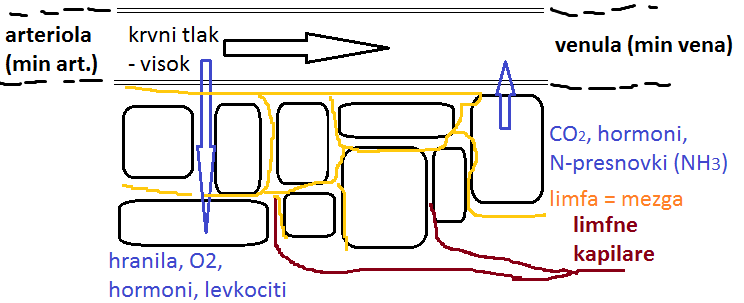 arteriola
(min art.)
krvni tlak
- visok
venula (min vena)
CO2, hormoni,
N-presnovki (NH3)
limfa = mezga
limfne
kapilare
hranila, O2,
hormoni, levkociti